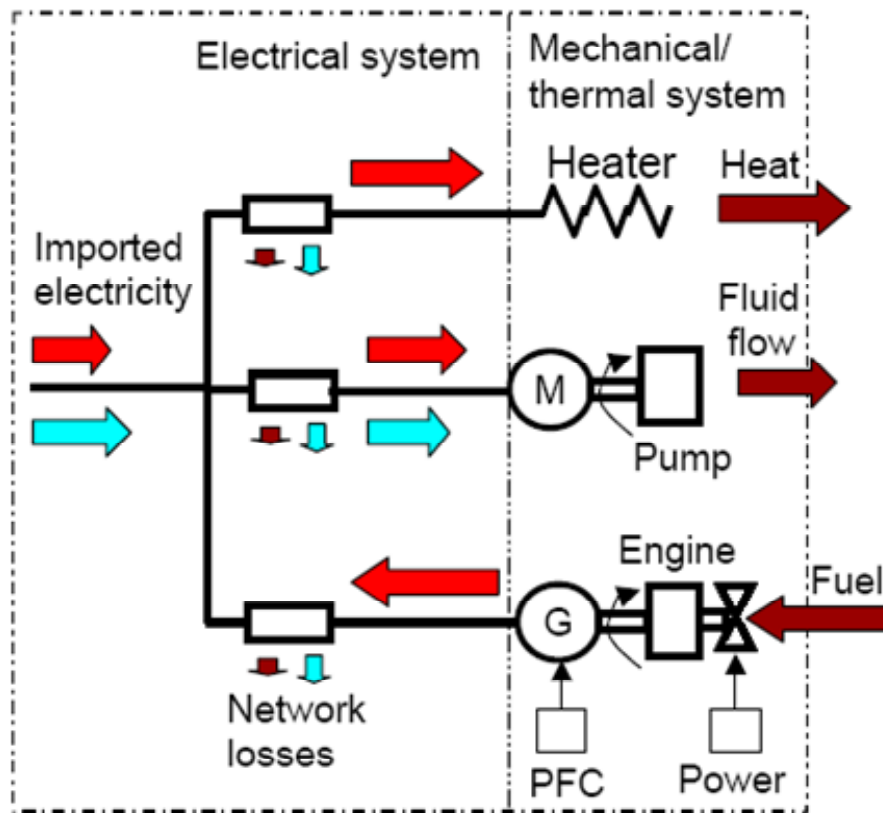 Electrical system
Mechanical/
thermal system
Heater
Heat
Imported
electricity
Fluid
flow
M
Pump
Engine
Fuel
G
Network
losses
PFC
Power